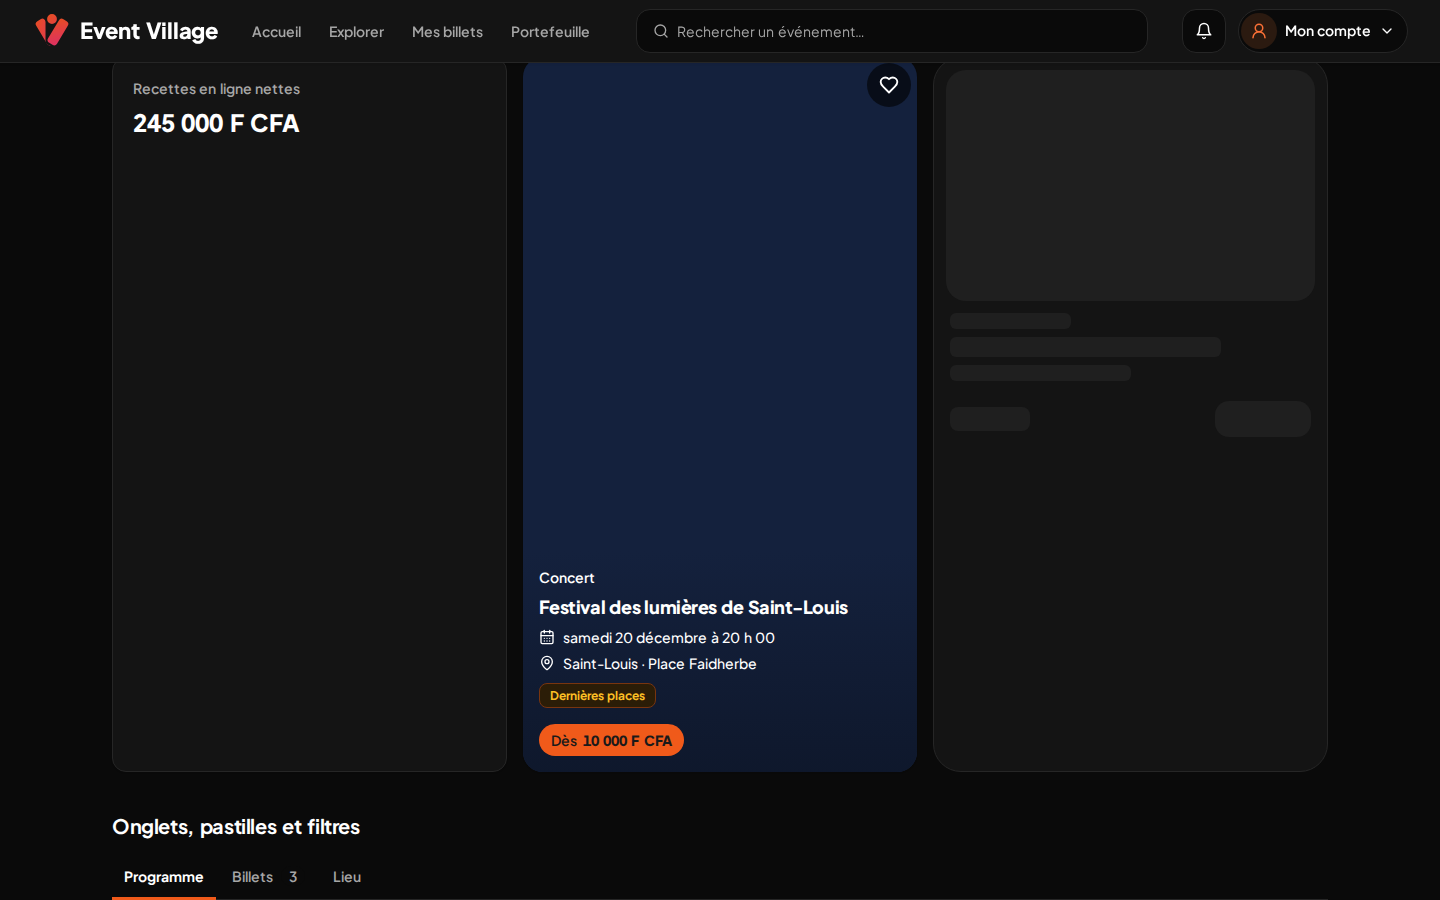 Event Village
Accueil
Explorer
Mes billets
Portefeuille
Rechercher un événement…
Mon compte
Recettes en ligne nettes
245 000 F CFA
Concert
Festival des lumières de Saint-Louis
samedi 20 décembre à 20 h 00
Saint-Louis · Place Faidherbe
Dernières places
Dès 10 000 F CFA
Onglets, pastilles et filtres
Programme
Billets 3
Lieu